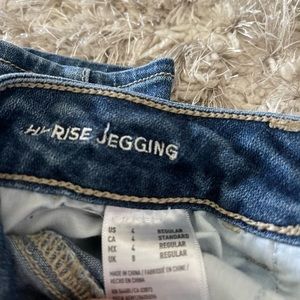 Hi-RISE JEGGING
US 4 REGULAR
CA 4 STANDARD
MX 4 REGULAR
UK 8 REGULAR
MADE IN CHINA / FABRIQUÉ EN CHINE /
HECHO EN CHINA